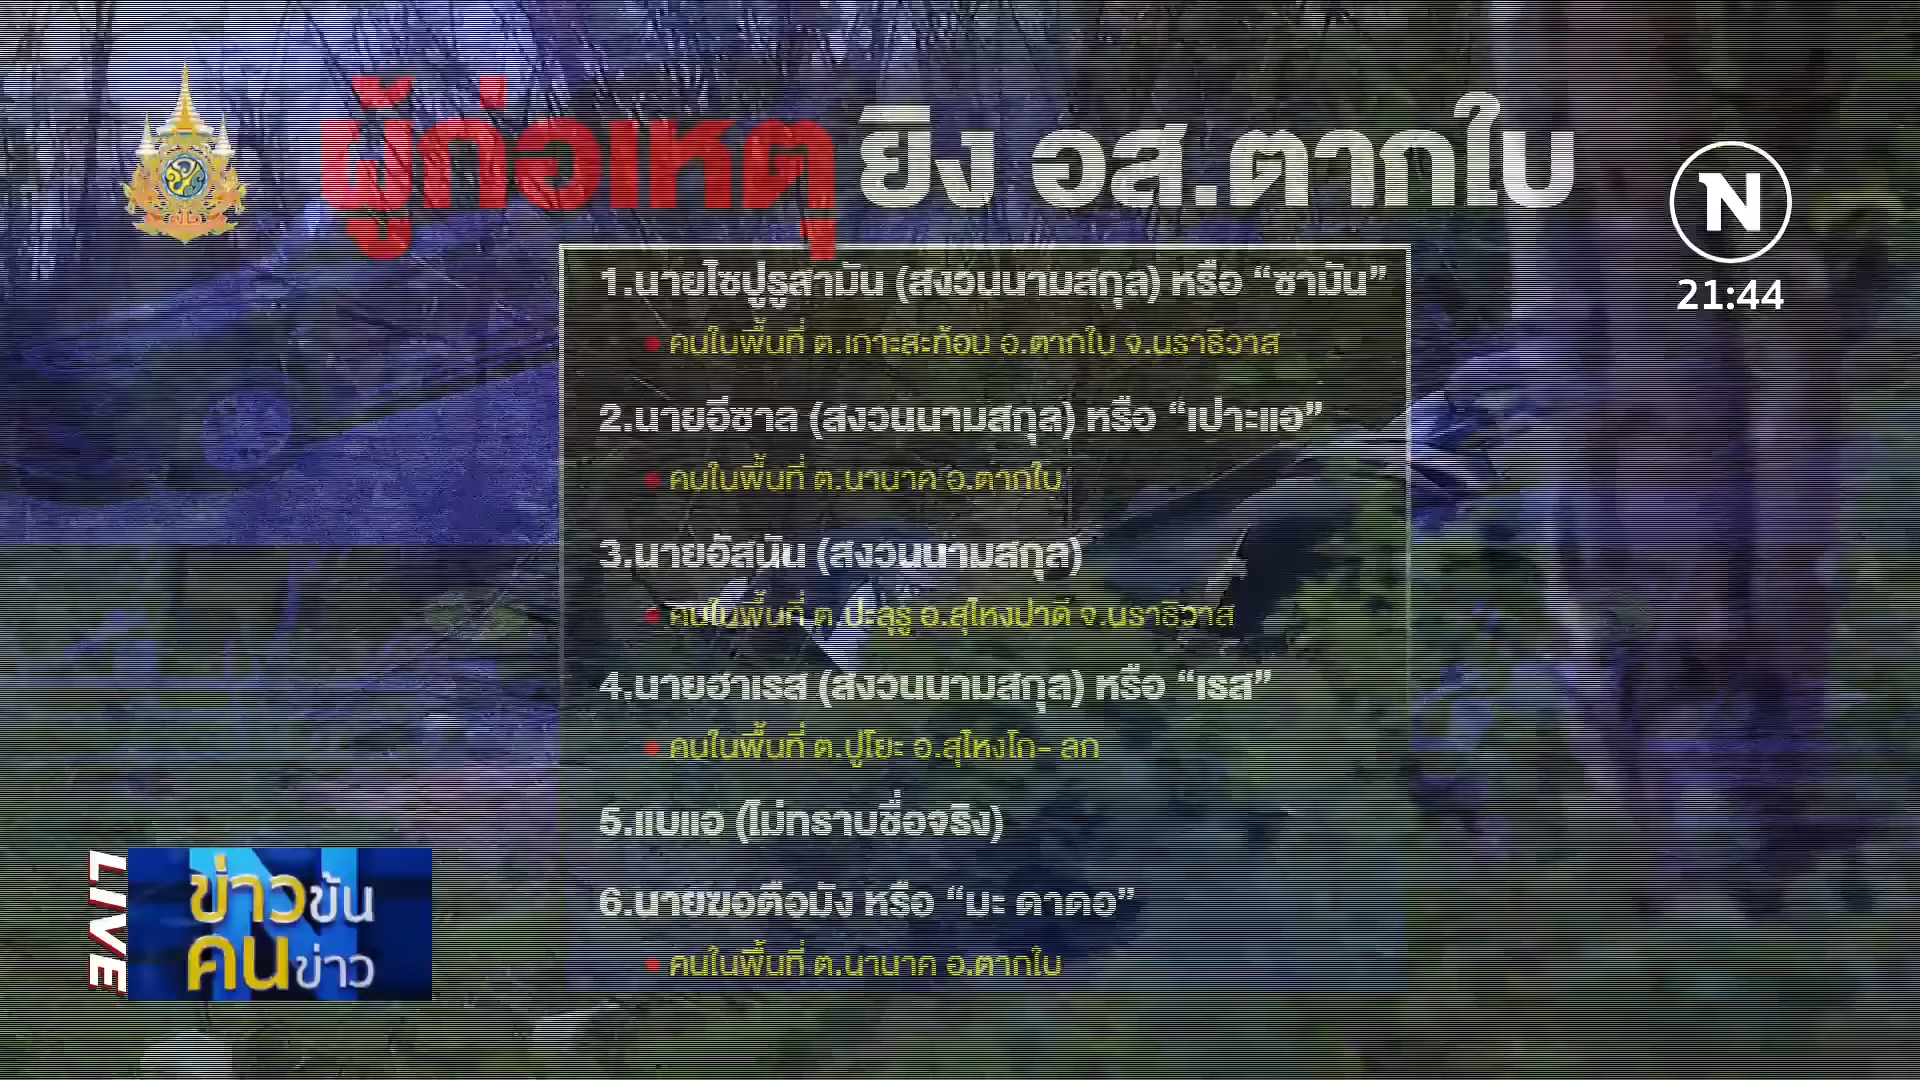 ผู้ก่อเหตุ ยิง อส.ตากใบ
N
21:44
1.นายไซปูรูสามัน (สงวนนามสกุล) หรือ “ซามัน”
• คนในพื้นที่ ต.เกาะสะท้อน อ.ตากใบ จ.นราธิวาส
2.นายอีซาล (สงวนนามสกุล) หรือ “เปาะแอ”
• คนในพื้นที่ ต.นานาค อ.ตากใบ
3.นายอัสนัน (สงวนนามสกุล)
• คนในพื้นที่ ต.ปะลุรู อ.สุไหงปาดี จ.นราธิวาส
4.นายฮาเรส (สงวนนามสกุล) หรือ “เรส”
• คนในพื้นที่ ต.ปูโยะ อ.สุไหงโก- ลก
5.แบแอ (ไม่ทราบชื่อจริง)
6.นายฆอตือมัง หรือ “มะ ดาดอ”
• คนในพื้นที่ ต.นานาค อ.ตากใบ
LIVE
ข่าวข้น
คนข่าว